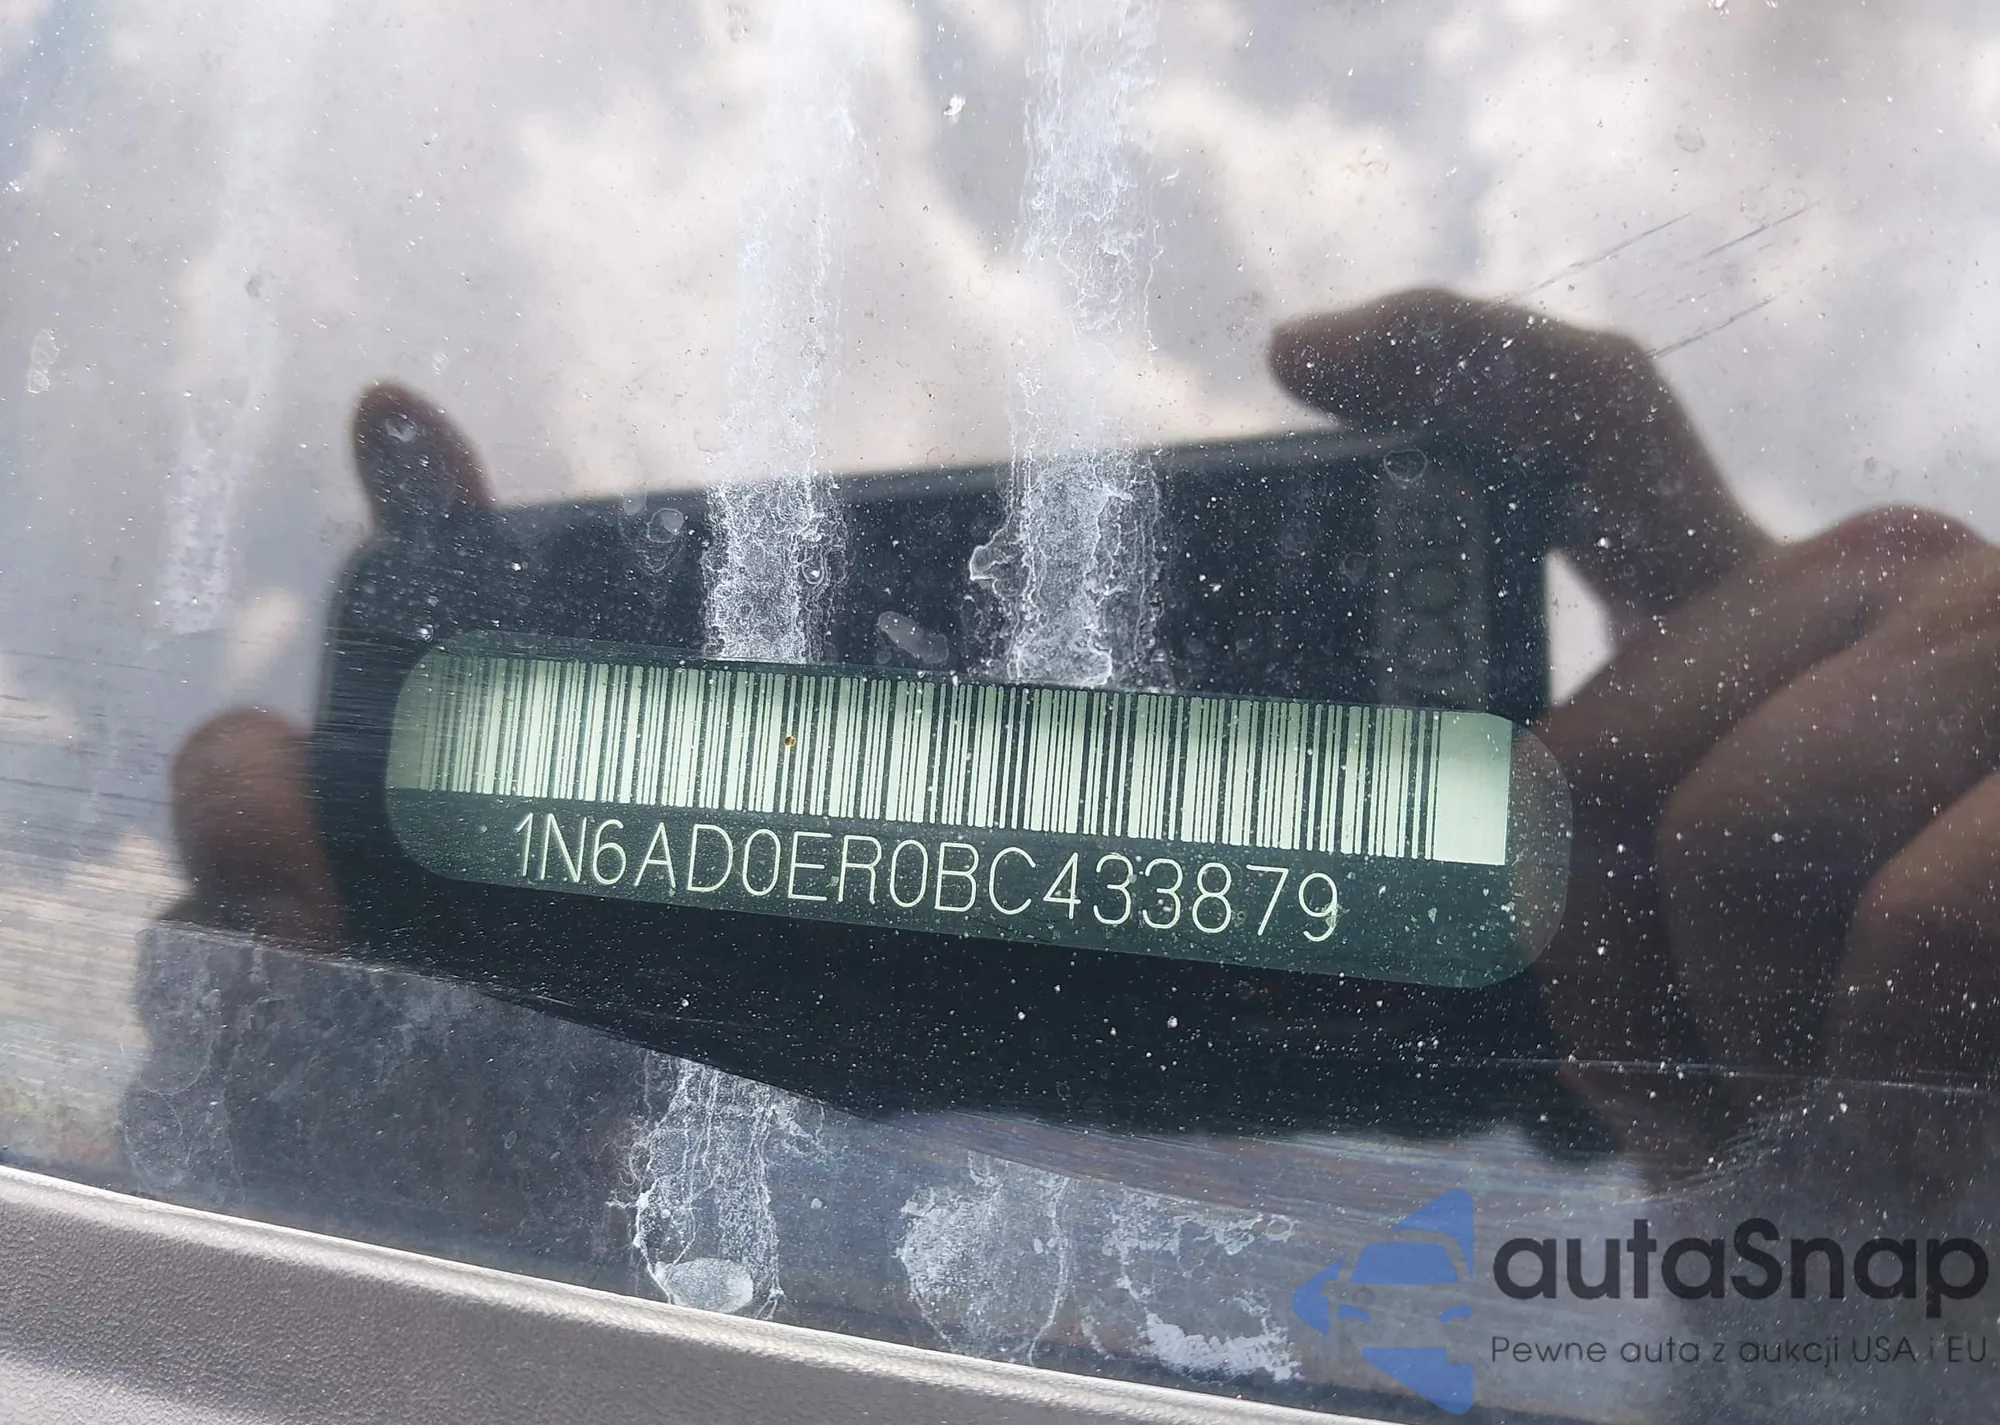 1N6AD0ER0BC433879
autaSnap
Pewne auta z aukcji USA i EU